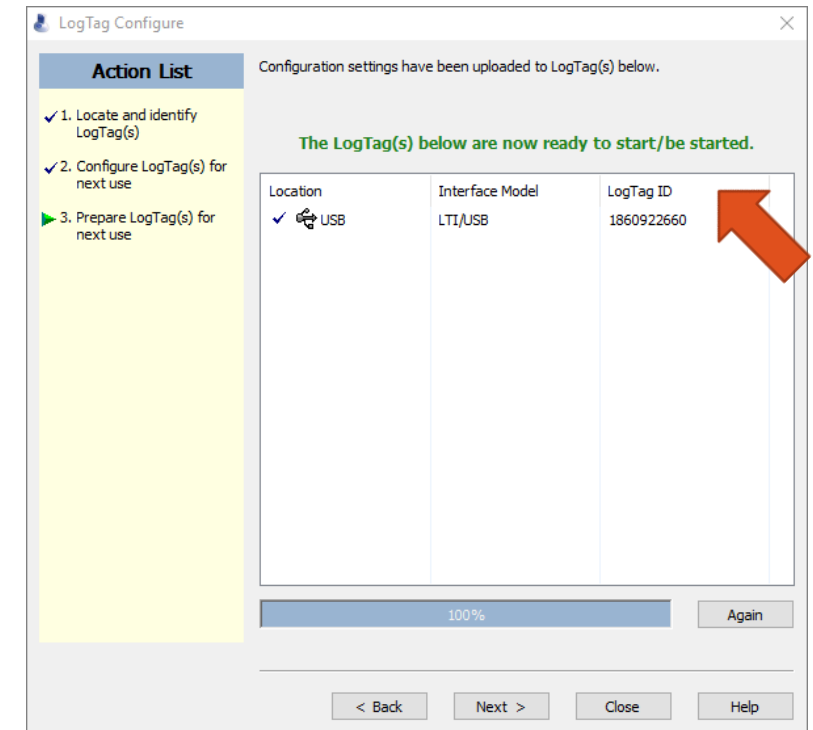 LogTag Configure
Action List
1. Locate and identify
LogTag(s)
2. Configure LogTag(s) for
next use
3. Prepare LogTag(s) for
next use
Configuration settings have been uploaded to LogTag(s) below.
The LogTag(s) below are now ready to start/be started.
Location Interface Model LogTag ID
USB LTI/USB 1860922660
100% Again
< Back Next > Close Help